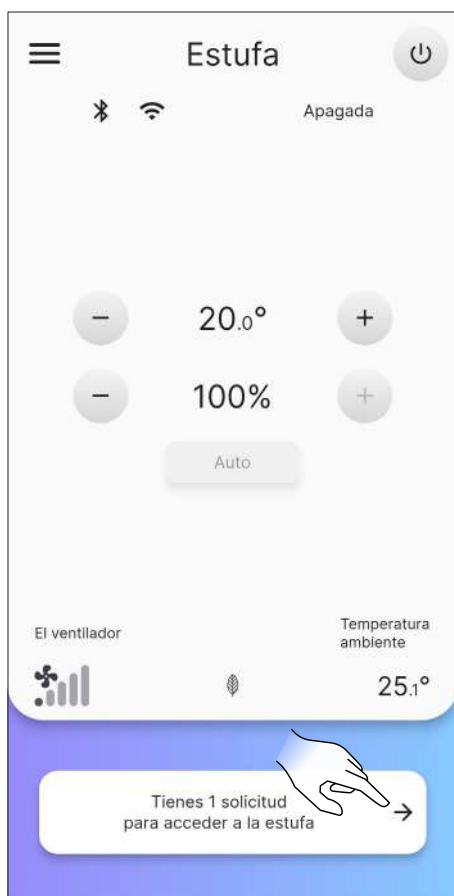 Estufa
Apagada
− 20.0° +
− 100% +
Auto
El ventilador
Temperatura
ambiente
25.1°
Tienes 1 solicitud
para acceder a la estufa